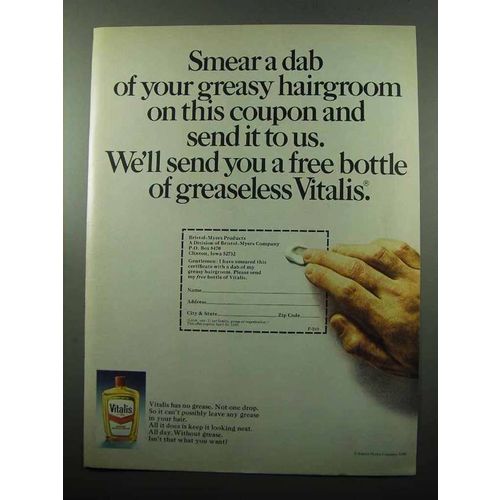 Smear a dab
of your greasy hairgroom
on this coupon and
send it to us.
We'll send you a free bottle
of greaseless Vitalis.®
Bristol-Myers Products
A Division of Bristol-Myers Company
P.O. Box
Clinton, Iowa 52732
Gentlemen: I have smeared this
certificate with a dab of my
greasy hairgroom. Please send
my free bottle of Vitalis.
Name
Address
City & State Zip Code
Vitalis
Vitalis has no grease. Not one drop.
So it can't possibly leave any grease
in your hair.
All it does is keep it looking neat.
All day. Without grease.
Isn't that what you want?